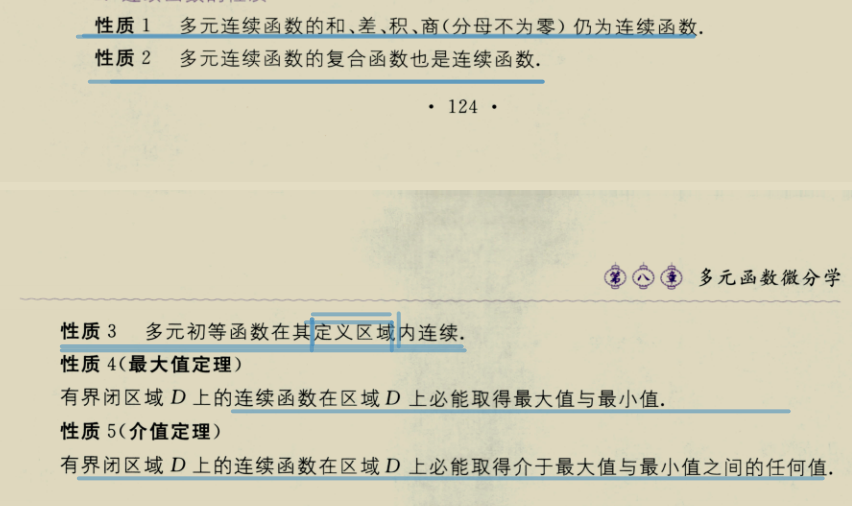 性质 1 多元连续函数的和、差、积、商(分母不为零)仍为连续函数.
性质 2 多元连续函数的复合函数也是连续函数.
· 124 ·
第八章 多元函数微分学
性质 3 多元初等函数在其定义区域内连续.
性质 4(最大值定理)
有界闭区域 D 上的连续函数在区域 D 上必能取得最大值与最小值.
性质 5(介值定理)
有界闭区域 D 上的连续函数在区域 D 上必能取得介于最大值与最小值之间的任何值.